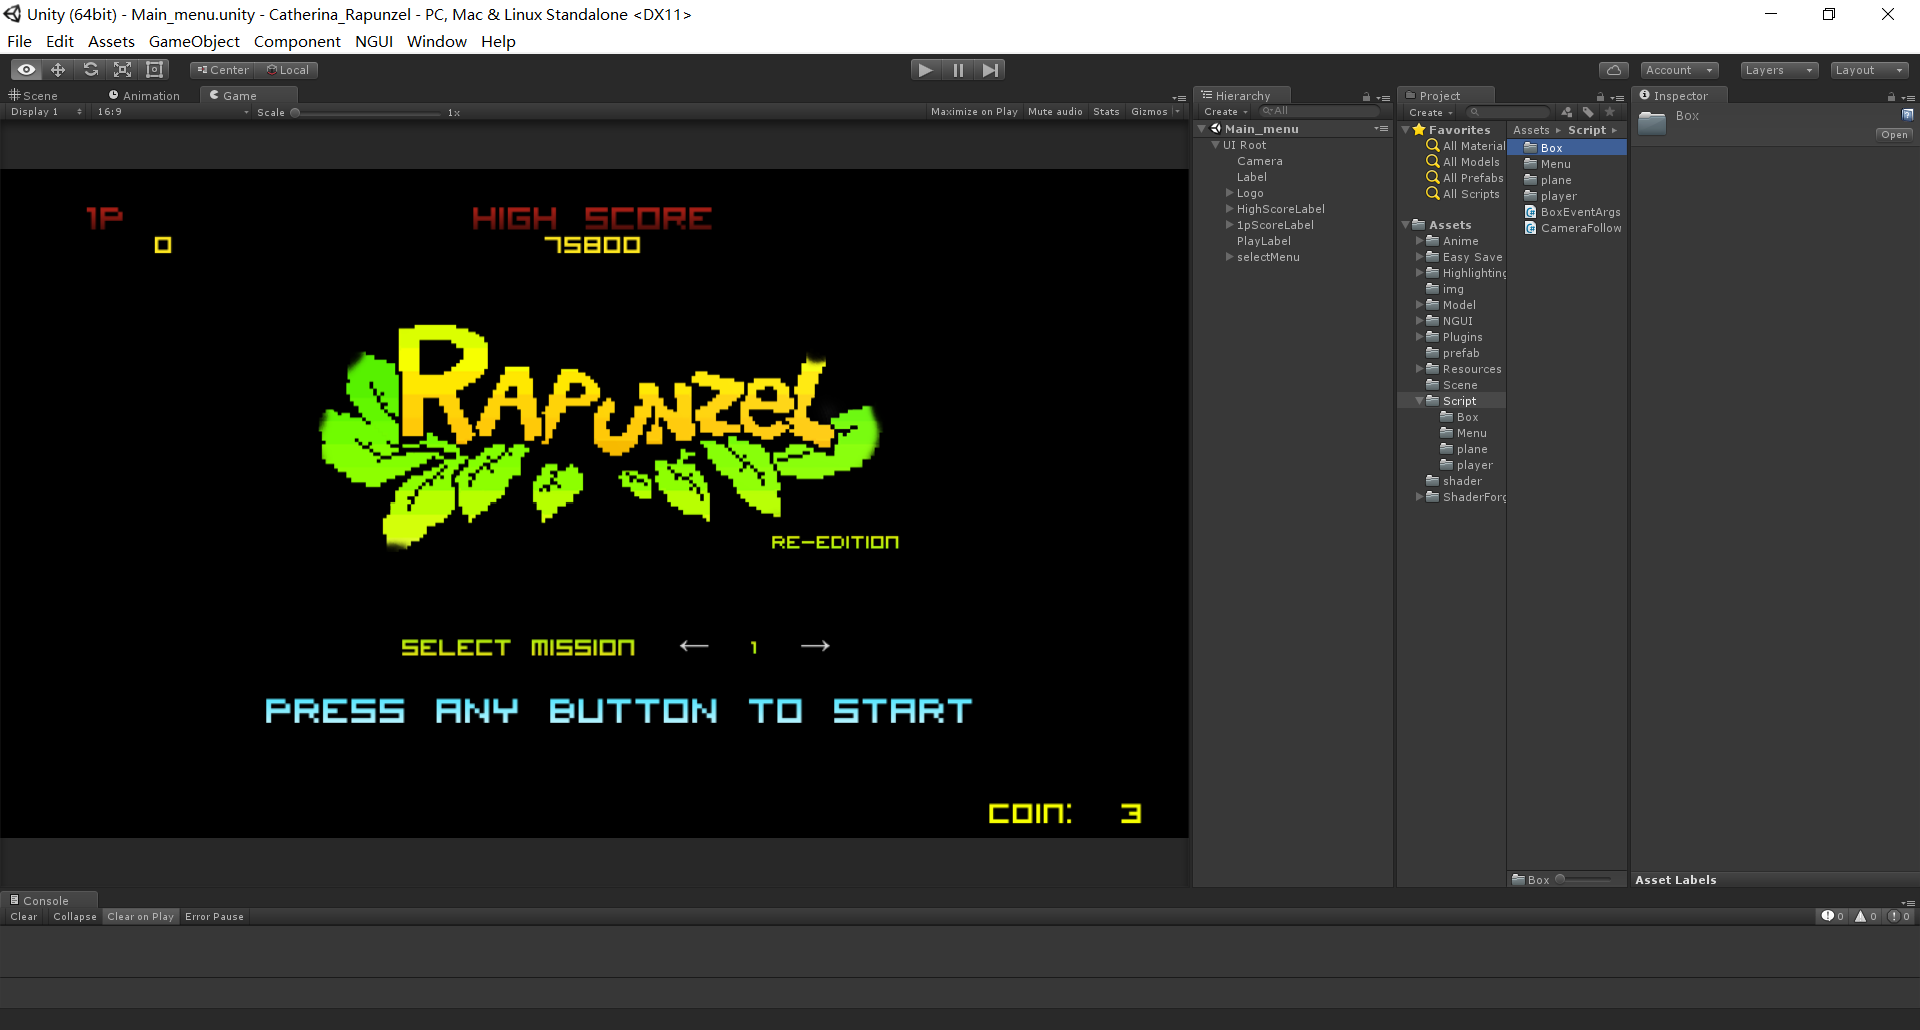 Unity (64bit) - Main_menu.unity - Catherina_Rapunzel - PC, Mac & Linux Standalone <DX11>
File Edit Assets GameObject Component NGUI Window Help
Center Local
Account Layers Layout
Scene Animation Game
Display 1 16:9 Scale 1x Maximize on Play Mute audio Stats Gizmos
1P
0
HIGH SCORE
75800
RAPUNZEL
RE-EDITION
SELECT MISSION ← 1 →
PRESS ANY BUTTON TO START
COIN: 3
Hierarchy
Create All
Main_menu
UI Root
Camera
Label
Logo
HighScoreLabel
1pScoreLabel
PlayLabel
selectMenu
Project
Create
Favorites
All Material
All Models
All Prefabs
All Scripts
Assets
Anime
Easy Save
Highlighting
img
Model
NGUI
Plugins
prefab
Resources
Scene
Script
Box
Menu
plane
player
shader
ShaderForg
Assets ▸ Script ▸
Box
Menu
plane
player
BoxEventArgs
CameraFollow
Box
Inspector
Box
Open
Asset Labels
Console
Clear Collapse Clear on Play Error Pause
0 0 0